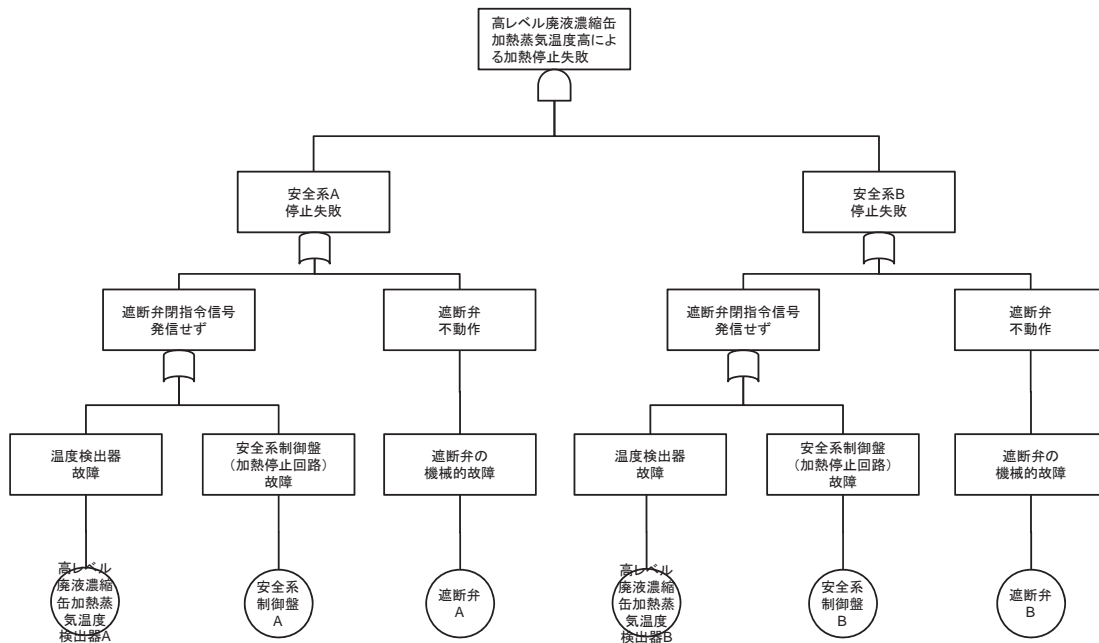 高レベル廃液濃縮缶
加熱蒸気温度高によ
る加熱停止失敗
安全系A
停止失敗
安全系B
停止失敗
遮断弁閉指令信号
発信せず
遮断弁
不動作
遮断弁閉指令信号
発信せず
遮断弁
不動作
温度検出器
故障
安全系制御盤
（加熱停止回路）
故障
遮断弁の
機械的故障
温度検出器
故障
安全系制御盤
（加熱停止回路）
故障
遮断弁の
機械的故障
高レベル
廃液濃縮
缶加熱蒸
気温度
検出器A
安全系
制御盤
A
遮断弁
A
高レベル
廃液濃縮
缶加熱蒸
気温度
検出器B
安全系
制御盤
B
遮断弁
B